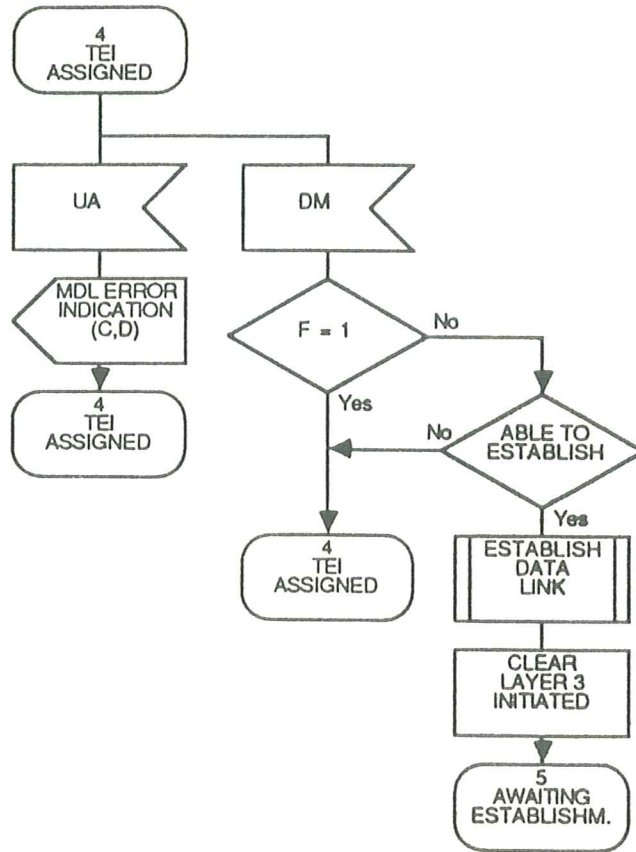 4
TEI
ASSIGNED
UA
DM
MDL ERROR
INDICATION
(C,D)
F = 1
No
Yes
4
TEI
ASSIGNED
No
ABLE TO
ESTABLISH
Yes
4
TEI
ASSIGNED
ESTABLISH
DATA
LINK
CLEAR
LAYER 3
INITIATED
5
AWAITING
ESTABLISHM.